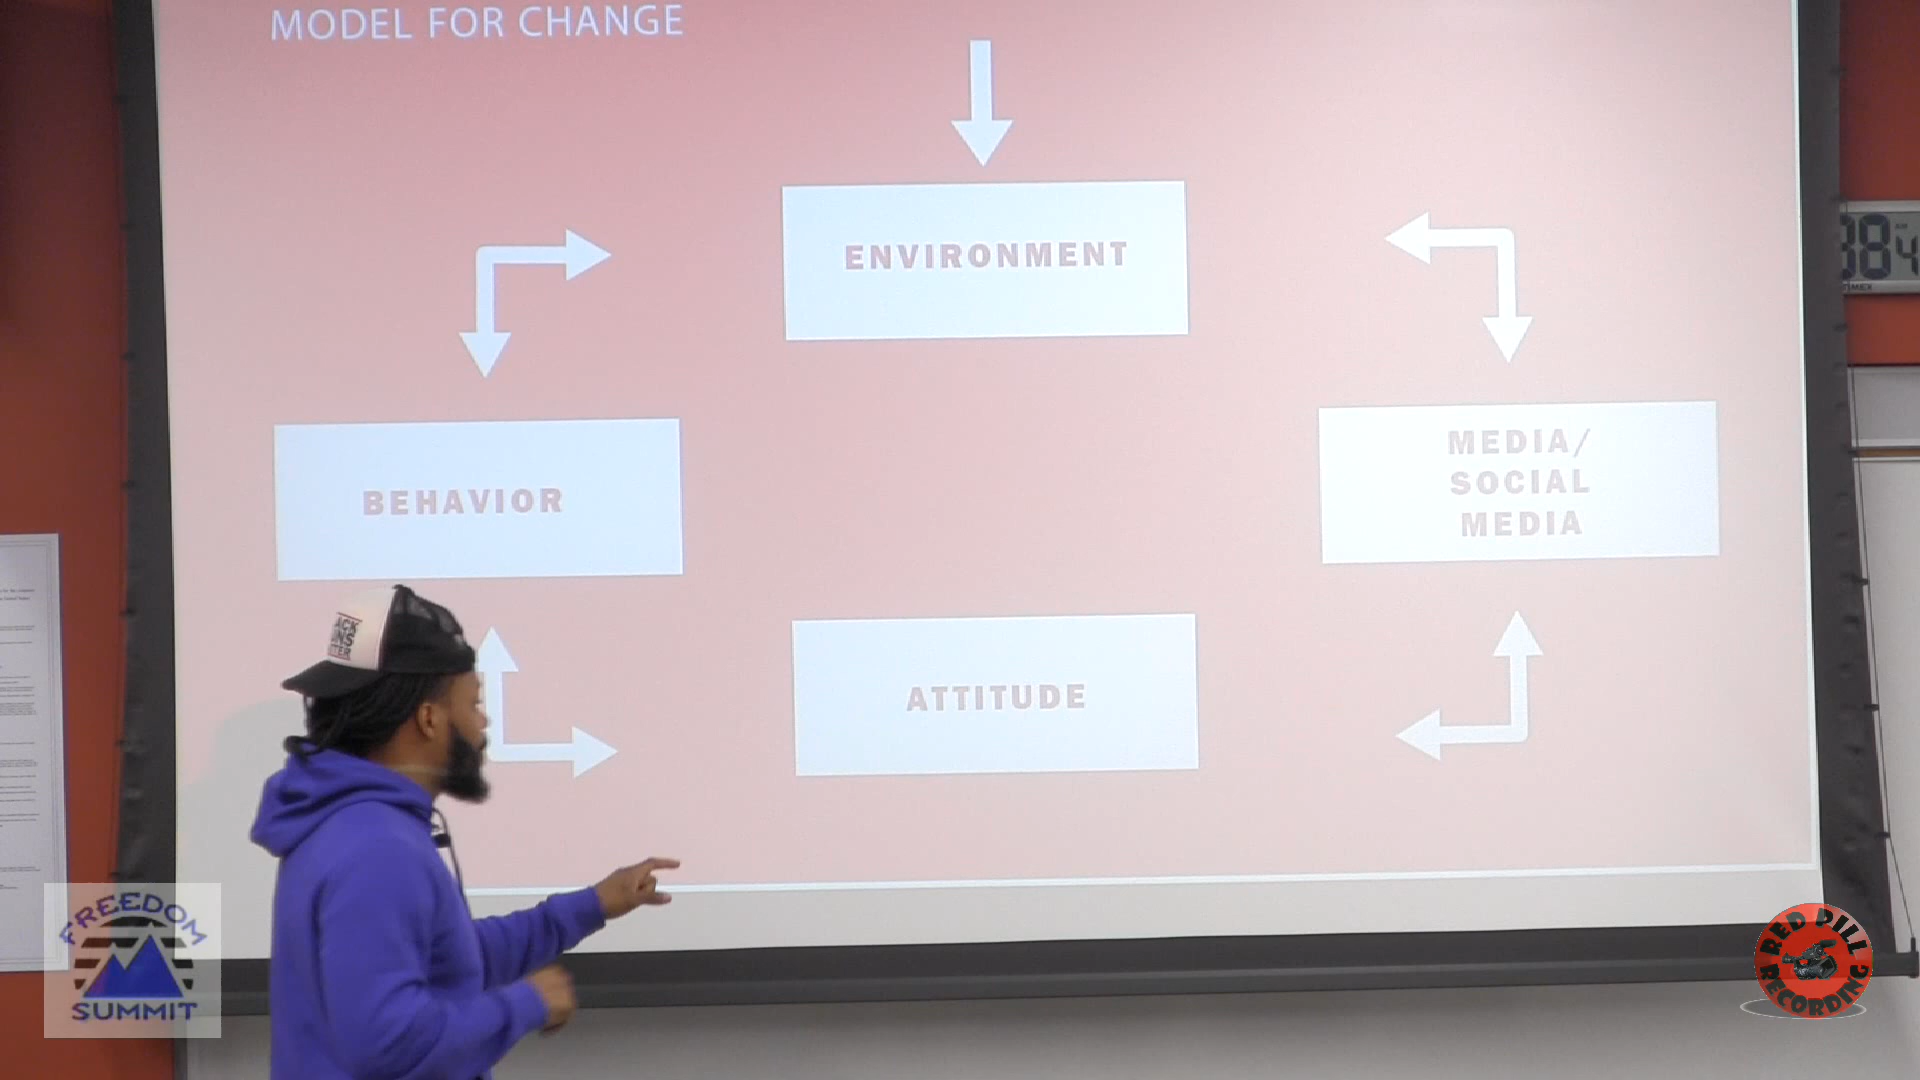 MODEL FOR CHANGE
ENVIRONMENT
BEHAVIOR
MEDIA/
SOCIAL
MEDIA
ATTITUDE
FREEDOM
SUMMIT
RED PILL
RECORDING